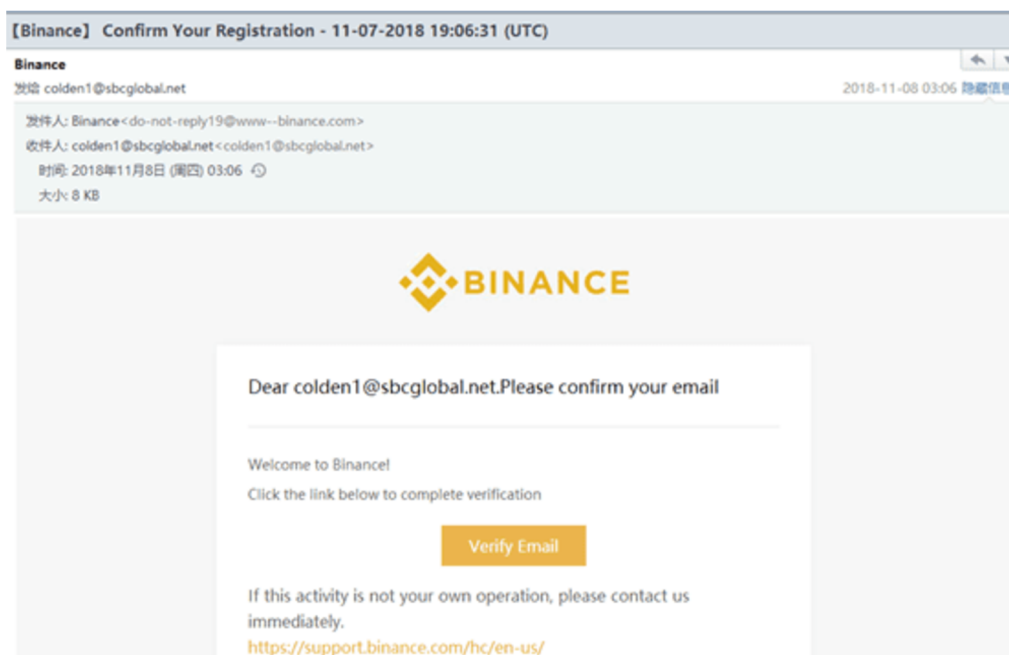 【Binance】 Confirm Your Registration - 11-07-2018 19:06:31 (UTC)
Binance
发给 colden1@sbcglobal.net
2018-11-08 03:06 隐藏信息
发件人: Binance<do-not-reply19@www--binance.com>
收件人: colden1@sbcglobal.net<colden1@sbcglobal.net>
时间: 2018年11月8日 (周四) 03:06
大小: 8 KB
BINANCE
Dear colden1@sbcglobal.net.Please confirm your email
Welcome to Binance!
Click the link below to complete verification
Verify Email
If this activity is not your own operation, please contact us
immediately.
https://support.binance.com/hc/en-us/